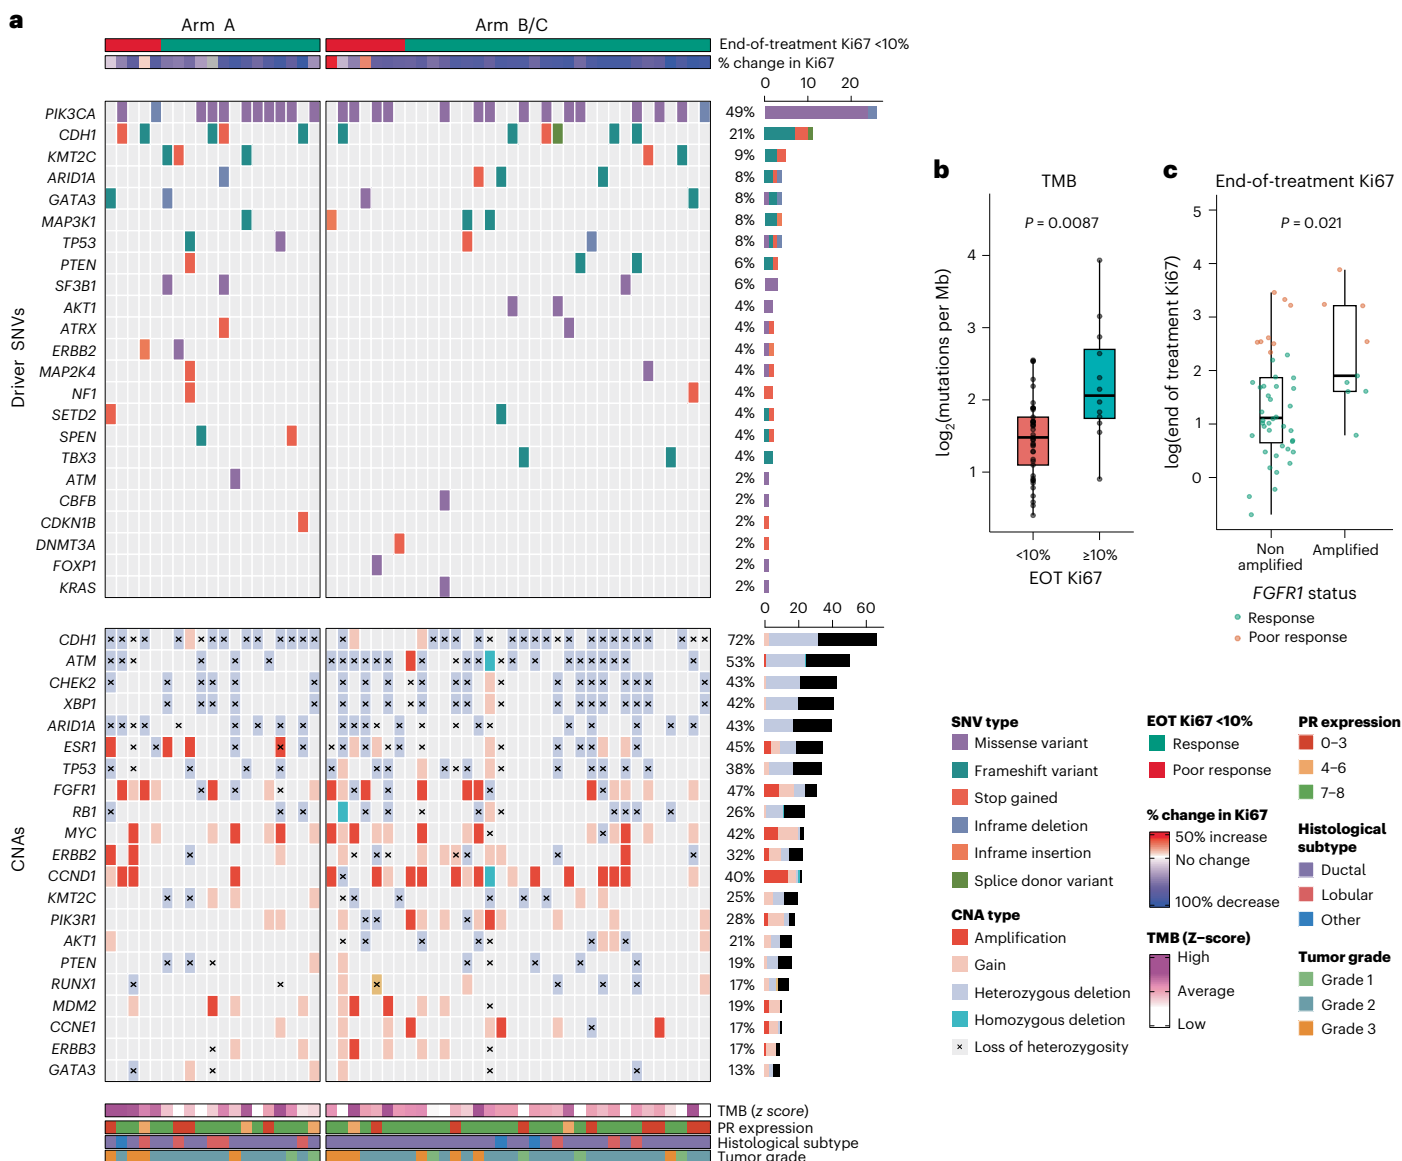 a
Arm A
Arm B/C
End-of-treatment Ki67 <10%
% change in Ki67
0 10 20
PIK3CA 49%
CDH1 21%
KMT2C 9%
ARID1A 8%
GATA3 8%
MAP3K1 8%
TP53 8%
PTEN 6%
SF3B1 6%
AKT1 4%
ATRX 4%
ERBB2 4%
MAP2K4 4%
NF1 4%
SETD2 4%
SPEN 4%
TBX3 4%
ATM 2%
CBFB 2%
CDKN1B 2%
DNMT3A 2%
FOXP1 2%
KRAS 2%
Driver SNVs
0 20 40 60
CDH1 72%
ATM 53%
CHEK2 43%
XBP1 42%
ARID1A 43%
ESR1 45%
TP53 38%
FGFR1 47%
RB1 26%
MYC 42%
ERBB2 32%
CCND1 40%
KMT2C 25%
PIK3R1 28%
AKT1 21%
PTEN 19%
RUNX1 17%
MDM2 19%
CCNE1 17%
ERBB3 17%
GATA3 13%
CNAs
TMB (z score)
PR expression
Histological subtype
Tumor grade
b
TMB
P = 0.0087
log2(mutations per Mb)
4
3
2
1
<10% ≥10%
EOT Ki67
c
End-of-treatment Ki67
P = 0.021
log(end of treatment Ki67)
5
4
3
2
1
0
Non
amplified
Amplified
FGFR1 status
Response
Poor response
SNV type
Missense variant
Frameshift variant
Stop gained
Inframe deletion
Inframe insertion
Splice donor variant
CNA type
Amplification
Gain
Heterozygous deletion
Homozygous deletion
× Loss of heterozygosity
EOT Ki67 <10%
Response
Poor response
% change in Ki67
50% increase
No change
100% decrease
TMB (Z–score)
High
Average
Low
PR expression
0–3
4–6
7–8
Histological
subtype
Ductal
Lobular
Other
Tumor grade
Grade 1
Grade 2
Grade 3